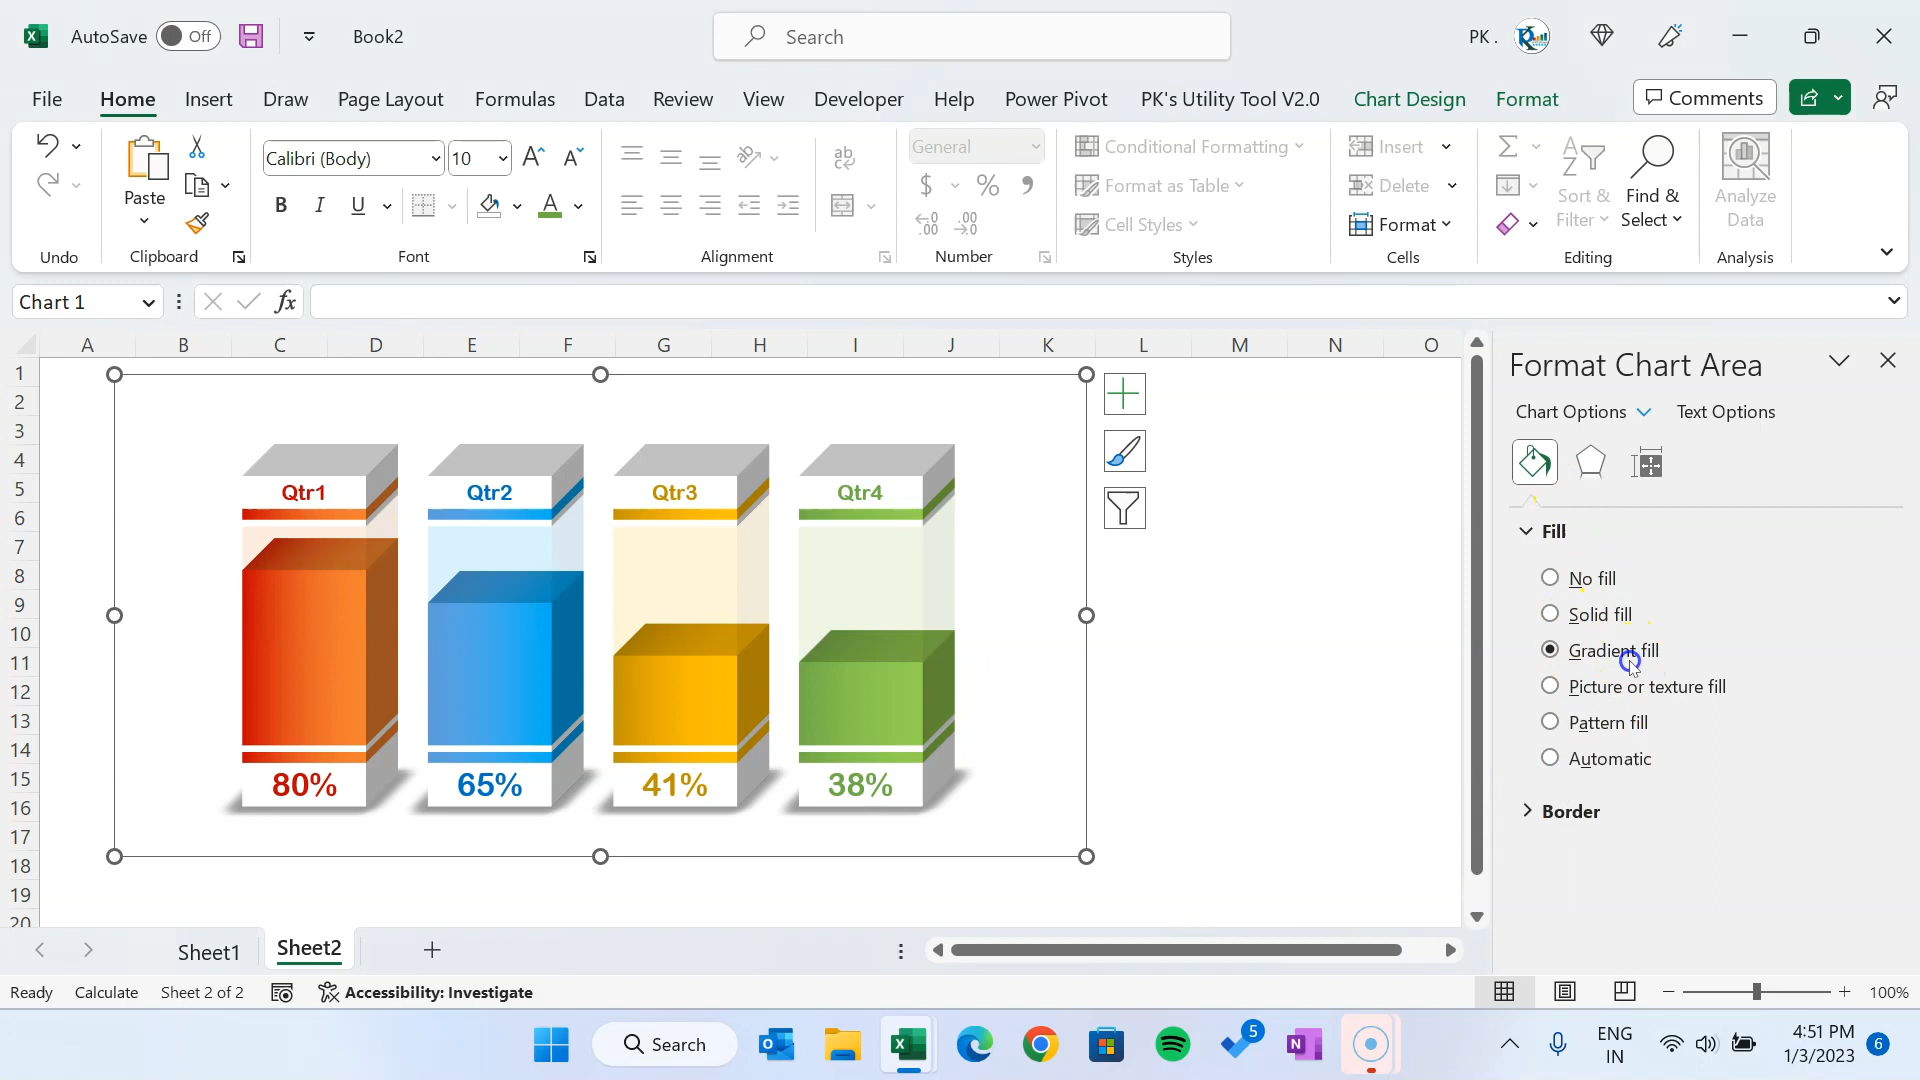 AutoSave Off Book2 Search PK .
File Home Insert Draw Page Layout Formulas Data Review View Developer Help Power Pivot PK's Utility Tool V2.0 Chart Design Format Comments
Calibri (Body) 10 ab General Conditional Formatting Insert
Paste B I U $ % Format as Table Delete Sort & Filter Find & Select Analyze Data
Cell Styles Format
Undo Clipboard Font Alignment Number Styles Cells Editing Analysis
Chart 1 fx
A B C D E F G H I J K L M N O
Format Chart Area
Chart Options Text Options
1
2
3
4
5
6
7
8
9
10
11
12
13
14
15
16
17
18
19
20
Qtr1 Qtr2 Qtr3 Qtr4
80% 65% 41% 38%
Fill
No fill
Solid fill
Gradient fill
Picture or texture fill
Pattern fill
Automatic
Border
Sheet1 Sheet2
Ready Calculate Sheet 2 of 2 Accessibility: Investigate 100%
Search 5 ENG IN 4:51 PM 1/3/2023 6